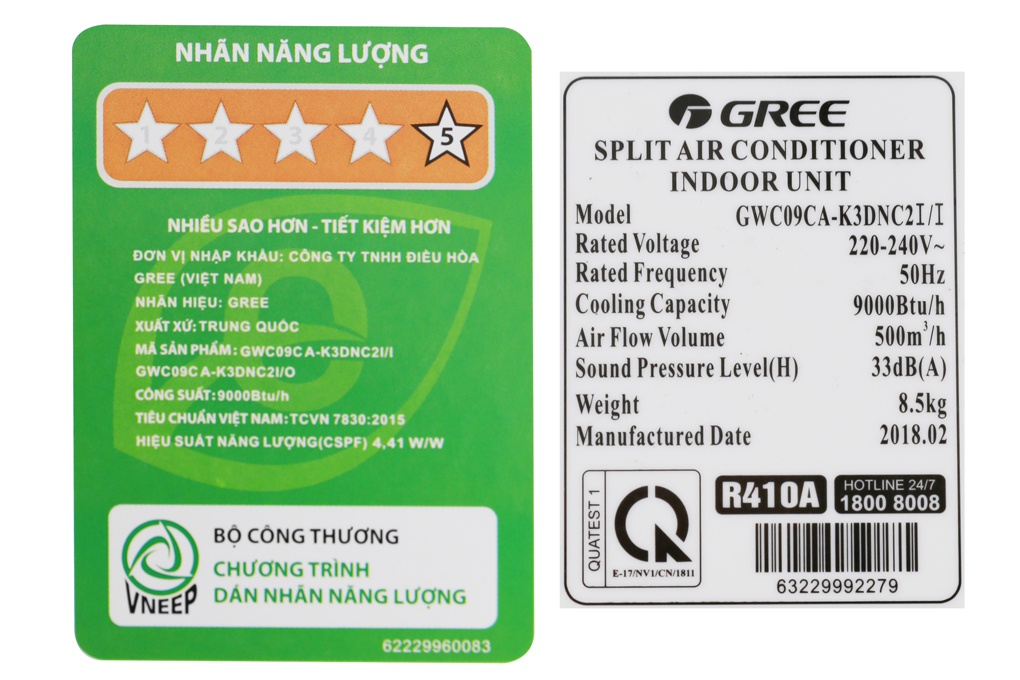 NHÃN NĂNG LƯỢNG
1 2 3 4 5
NHIỀU SAO HƠN - TIẾT KIỆM HƠN
ĐƠN VỊ NHẬP KHẨU: CÔNG TY TNHH ĐIỀU HÒA
GREE (VIỆT NAM)
NHÃN HIỆU: GREE
XUẤT XỨ: TRUNG QUỐC
MÃ SẢN PHẨM: GWC09CA-K3DNC2I/I
GWC09CA-K3DNC2I/O
CÔNG SUẤT: 9000Btu/h
TIÊU CHUẨN VIỆT NAM: TCVN 7830:2015
HIỆU SUẤT NĂNG LƯỢNG(CSPF) 4,41 W/W
VNEEP
BỘ CÔNG THƯƠNG
CHƯƠNG TRÌNH
DÁN NHÃN NĂNG LƯỢNG
62229960083
GREE
SPLIT AIR CONDITIONER
INDOOR UNIT
Model GWC09CA-K3DNC2I/I
Rated Voltage 220-240V~
Rated Frequency 50Hz
Cooling Capacity 9000Btu/h
Air Flow Volume 500m³/h
Sound Pressure Level(H) 33dB(A)
Weight 8.5kg
Manufactured Date 2018.02
QUATEST 1
E-17/NV1/CN/1811
R410A
HOTLINE 24/7
1800 8008
63229992279